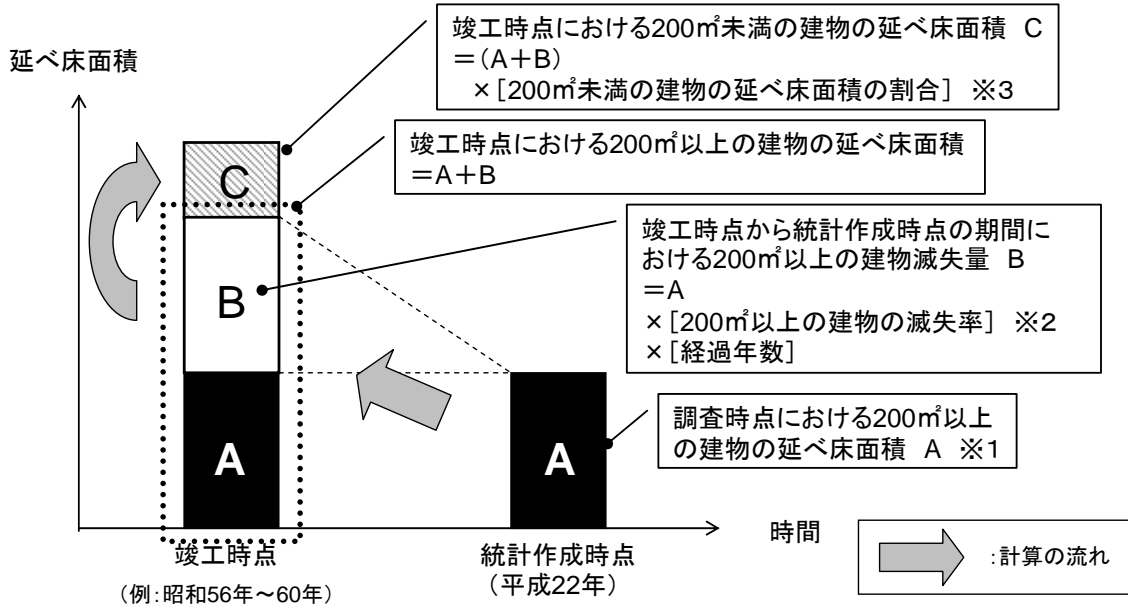 延べ床面積
竣工時点における200㎡未満の建物の延べ床面積 C
=(A+B)
×[200㎡未満の建物の延べ床面積の割合] ※3
竣工時点における200㎡以上の建物の延べ床面積
=A+B
竣工時点から統計作成時点の期間に
おける200㎡以上の建物滅失量 B
=A
×[200㎡以上の建物の滅失率] ※2
×[経過年数]
調査時点における200㎡以上
の建物の延べ床面積 A ※1
C
B
A
A
時間
竣工時点
(例:昭和56年~60年)
統計作成時点
(平成22年)
:計算の流れ